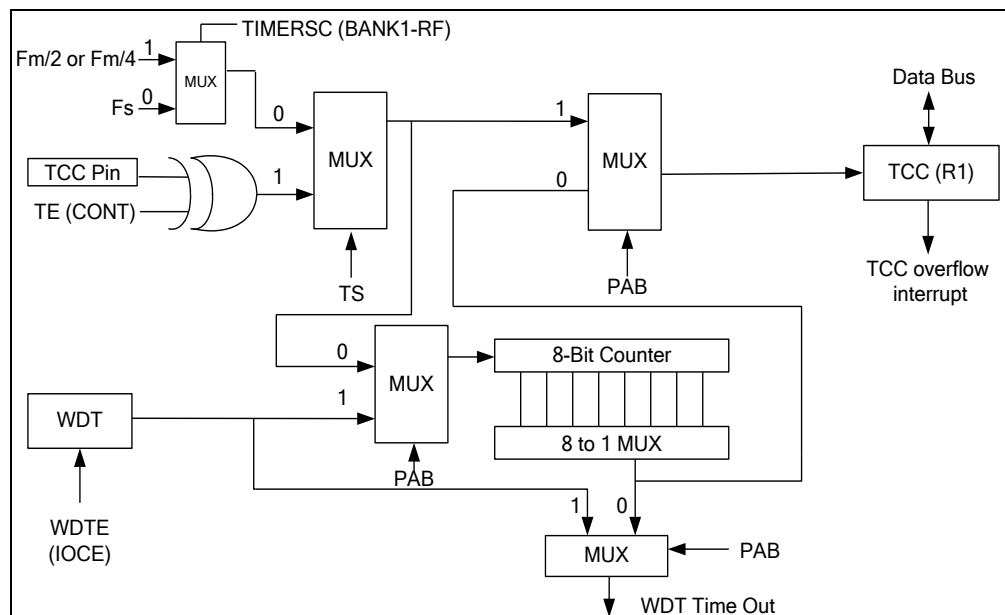 TIMERSC (BANK1-RF)
Fm/2 or Fm/4
1
MUX
Fs
0
0
TCC Pin
TE (CONT)
1
MUX
TS
1
0
MUX
PAB
Data Bus
TCC (R1)
TCC overflow
interrupt
0
1
MUX
PAB
8-Bit Counter
8 to 1 MUX
WDT
WDTE
(IOCE)
1
0
MUX
PAB
WDT Time Out